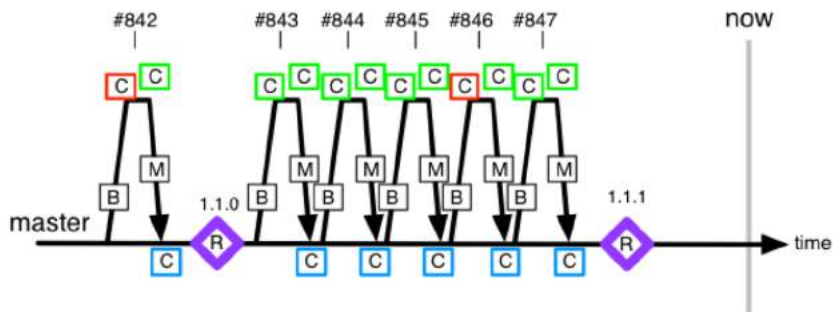 #842 #843 #844 #845 #846 #847 now
C C C C C C C C C C C C
M M M M M M
B B B B B B
1.1.0 1.1.1
master R R time
C C C C C C